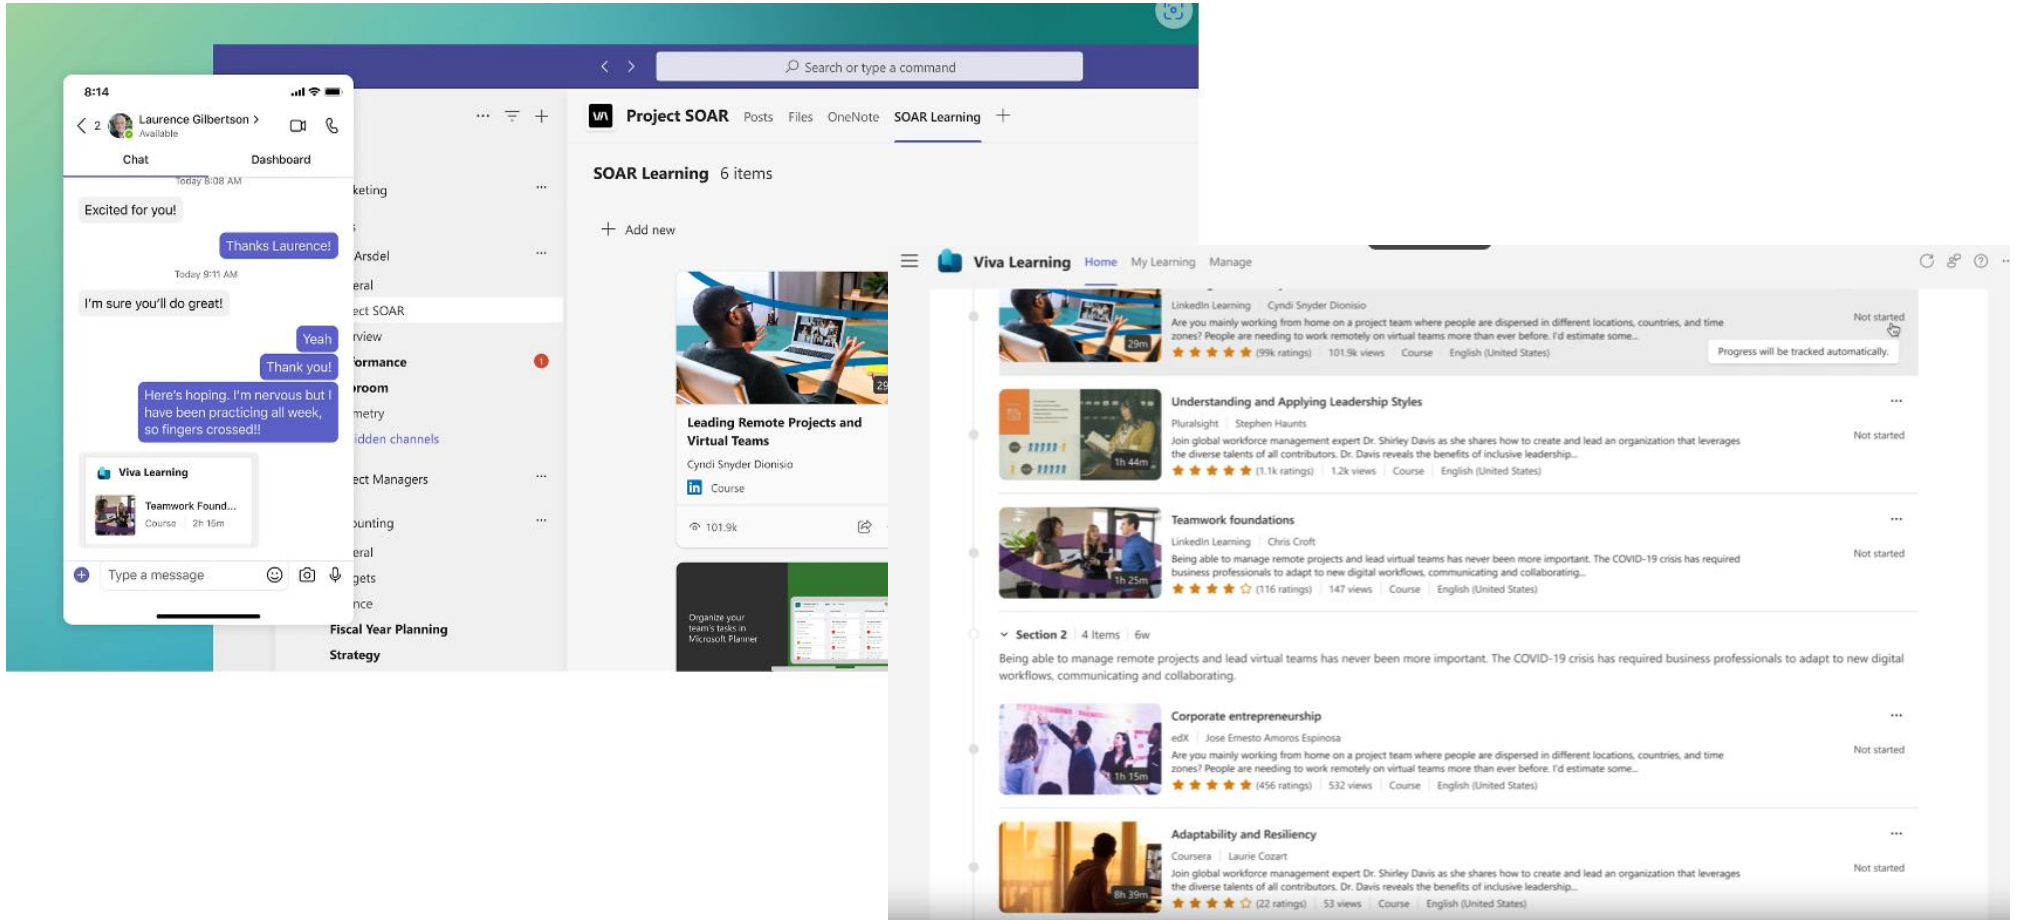 8:14
2
Laurence Gilbertson >
Available
Chat
Dashboard
Today 8:08 AM
Excited for you!
Thanks Laurence!
Today 9:11 AM
I'm sure you'll do great!
Yeah
Thank you!
Here's hoping. I'm nervous but I
have been practicing all week,
so fingers crossed!!
Viva Learning
Teamwork Found...
Course | 2h 15m
Type a message
Search or type a command
keting
Arsdel
eral
ect SOAR
rview
ormance
1
room
metry
idden channels
ect Managers
ounting
eral
gets
nce
Fiscal Year Planning
Strategy
Project SOAR Posts Files OneNote SOAR Learning
SOAR Learning 6 items
Add new
29
Leading Remote Projects and
Virtual Teams
Cyndi Snyder Dionisio
in Course
101.9k
Organize your
team's tasks in
Microsoft Planner
Viva Learning Home My Learning Manage
29m
LinkedIn Learning Cyndi Snyder Dionisio
Are you mainly working from home on a project team where people are dispersed in different locations, countries, and time
zones? People are needing to work remotely on virtual teams more than ever before. I'd estimate some...
(99k ratings) | 101.9k views | Course | English (United States)
Not started
Progress will be tracked automatically.
1h 44m
Understanding and Applying Leadership Styles
Pluralsight | Stephen Haunts
Join global workforce management expert Dr. Shirley Davis as she shares how to create and lead an organization that leverages
the diverse talents of all contributors. Dr. Davis reveals the benefits of inclusive leadership...
(1.1k ratings) | 1.2k views | Course | English (United States)
Not started
1h 25m
Teamwork foundations
LinkedIn Learning | Chris Croft
Being able to manage remote projects and lead virtual teams has never been more important. The COVID-19 crisis has required
business professionals to adapt to new digital workflows, communicating and collaborating...
(116 ratings) | 147 views | Course | English (United States)
Not started
Section 2 | 4 Items | 6w
Being able to manage remote projects and lead virtual teams has never been more important. The COVID-19 crisis has required business professionals to adapt to new digital
workflows, communicating and collaborating.
1h 15m
Corporate entrepreneurship
edX | Jose Ernesto Amoros Espinosa
Are you mainly working from home on a project team where people are dispersed in different locations, countries, and time
zones? People are needing to work remotely on virtual teams more than ever before. I'd estimate some...
(456 ratings) | 532 views | Course | English (United States)
Not started
8h 39m
Adaptability and Resiliency
Coursera | Laurie Cozart
Join global workforce management expert Dr. Shirley Davis as she shares how to create and lead an organization that leverages
the diverse talents of all contributors. Dr. Davis reveals the benefits of inclusive leadership...
(22 ratings) | 53 views | Course | English (United States)
Not started